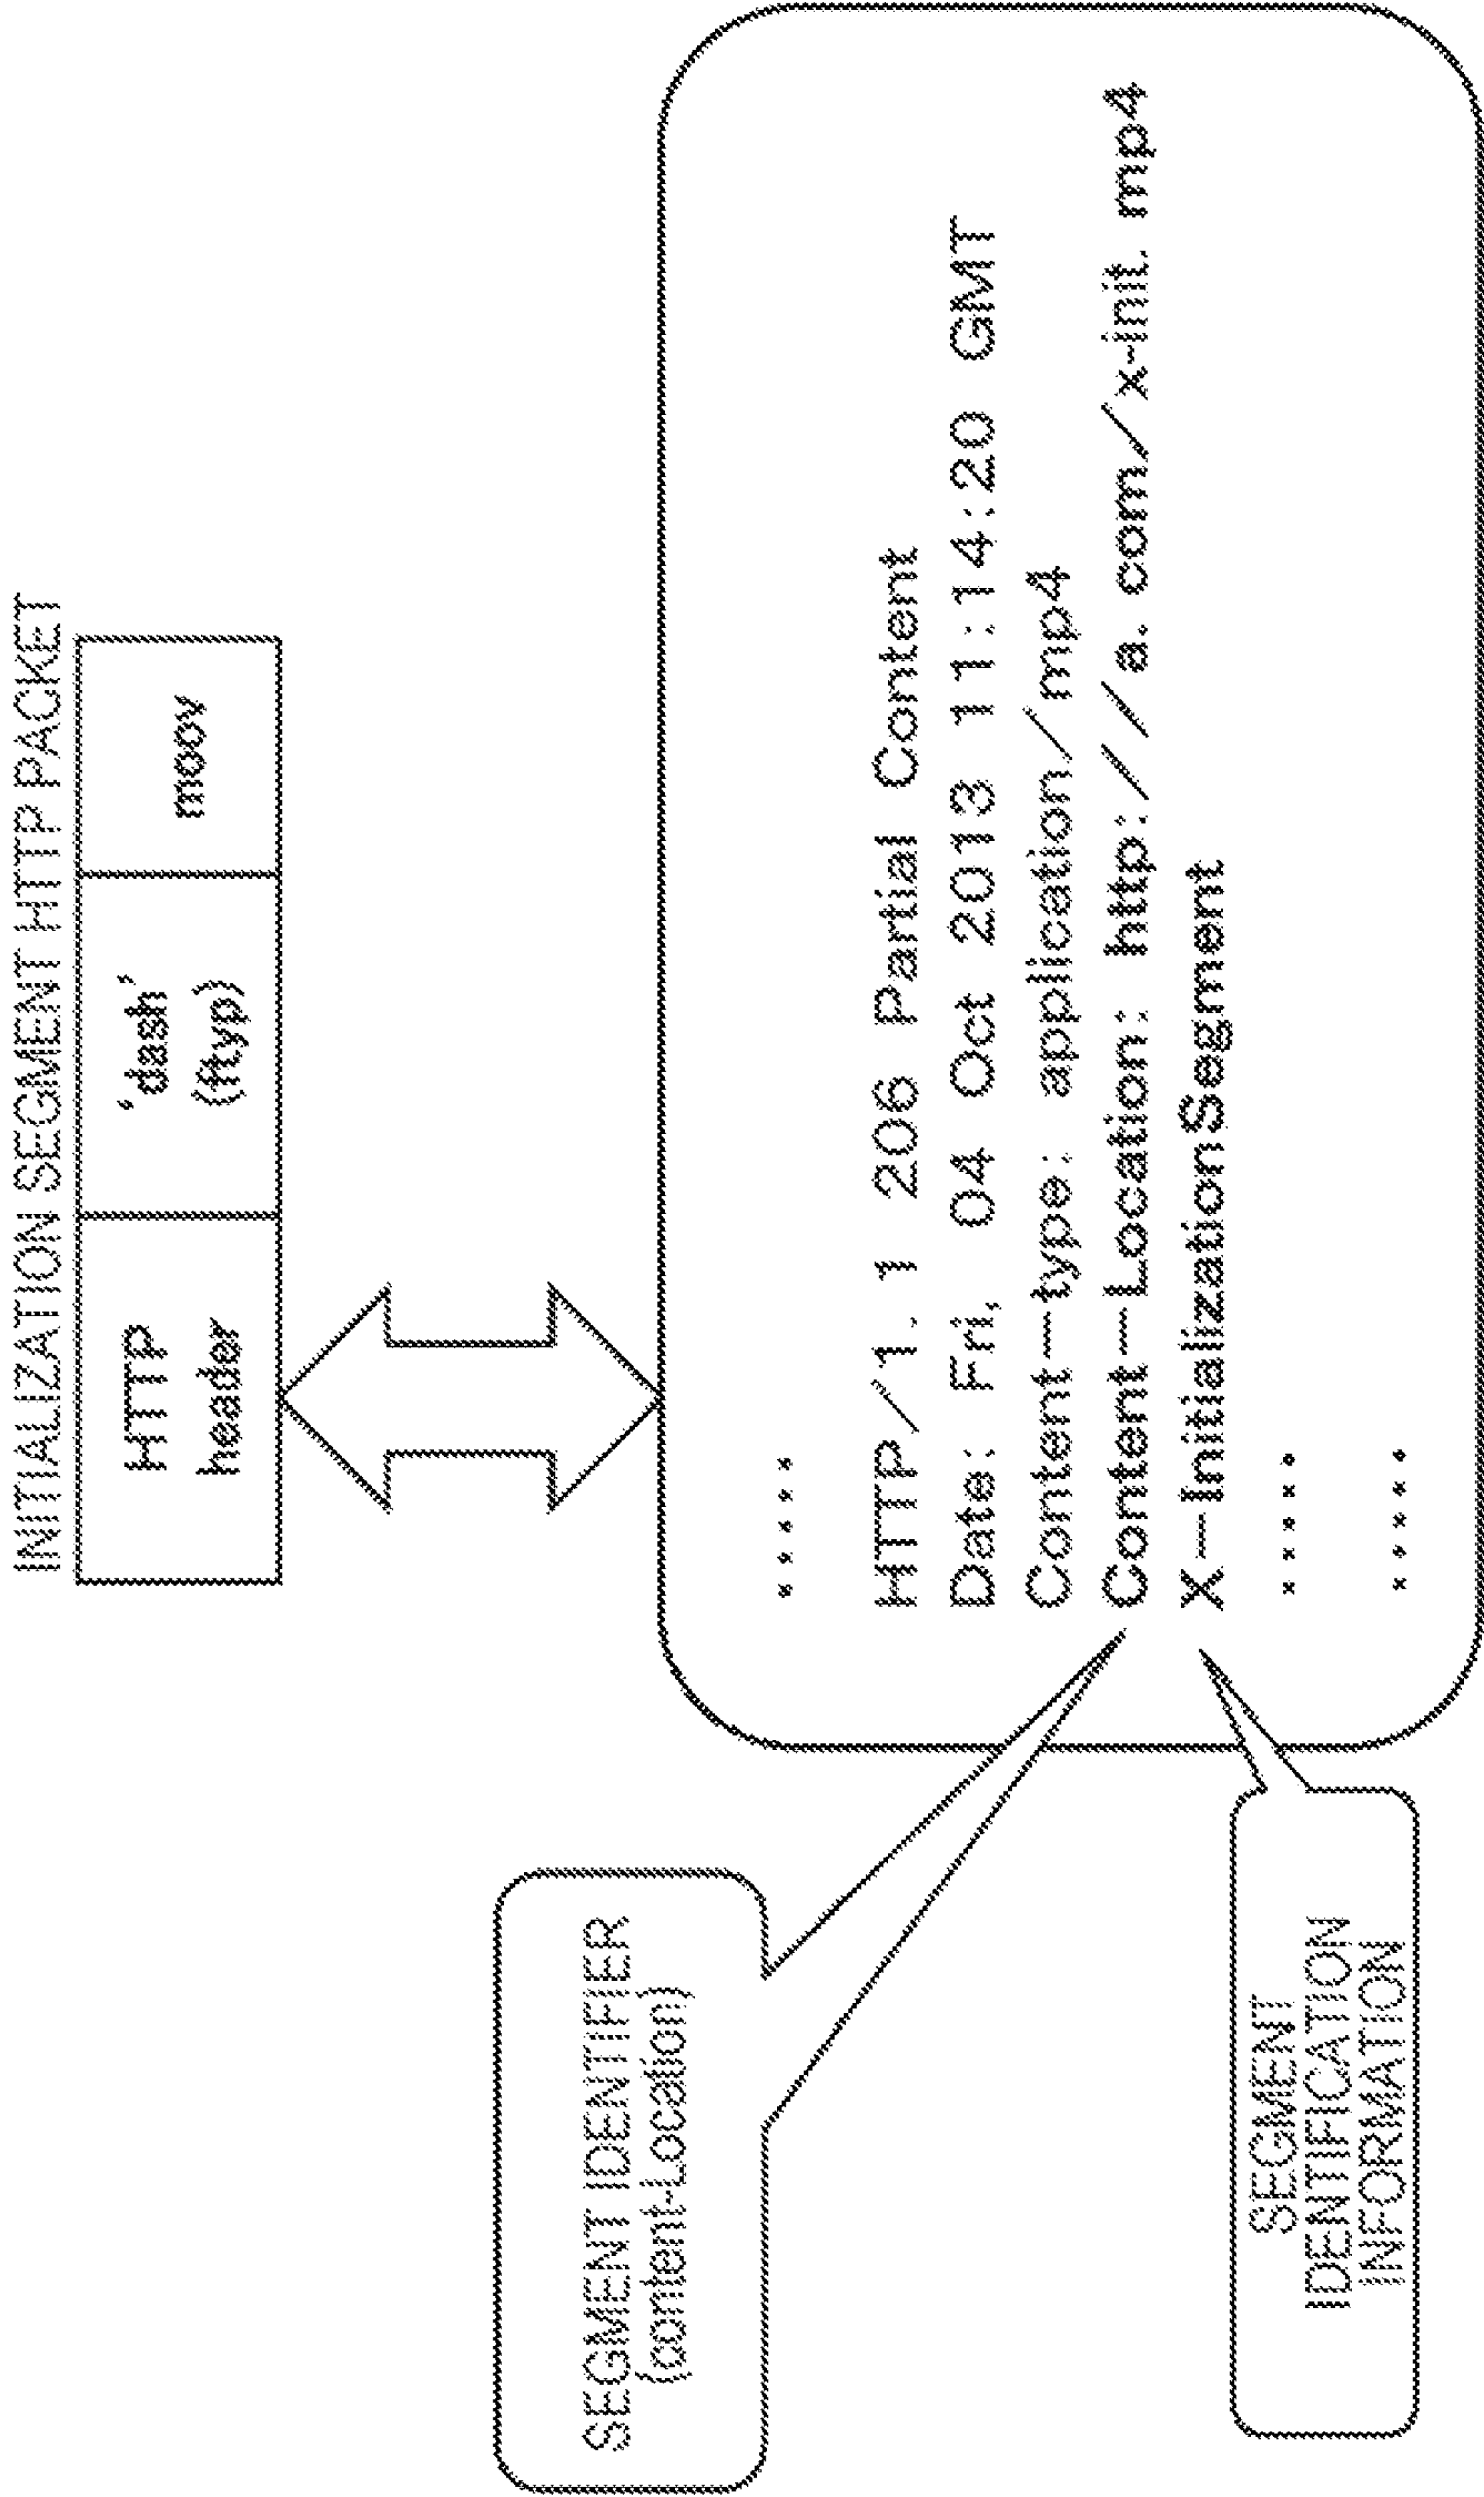 INITIALIZATION SEGMENT HTTP PACKET
HTTP
header
‘dash’
(ftyp)
moov
.....
HTTP/1. 1 206 Partial Content
Date: Fri, 04 Oct 2013 11:14:20 GMT
Content-type: application/mp4
Content-Location: http://a. com/x-init. mp4
X-InitializationSegment
.....
.....
SEGMENT IDENTIFIER
(content-Location)
SEGMENT
IDENTIFICATION
INFORMATION